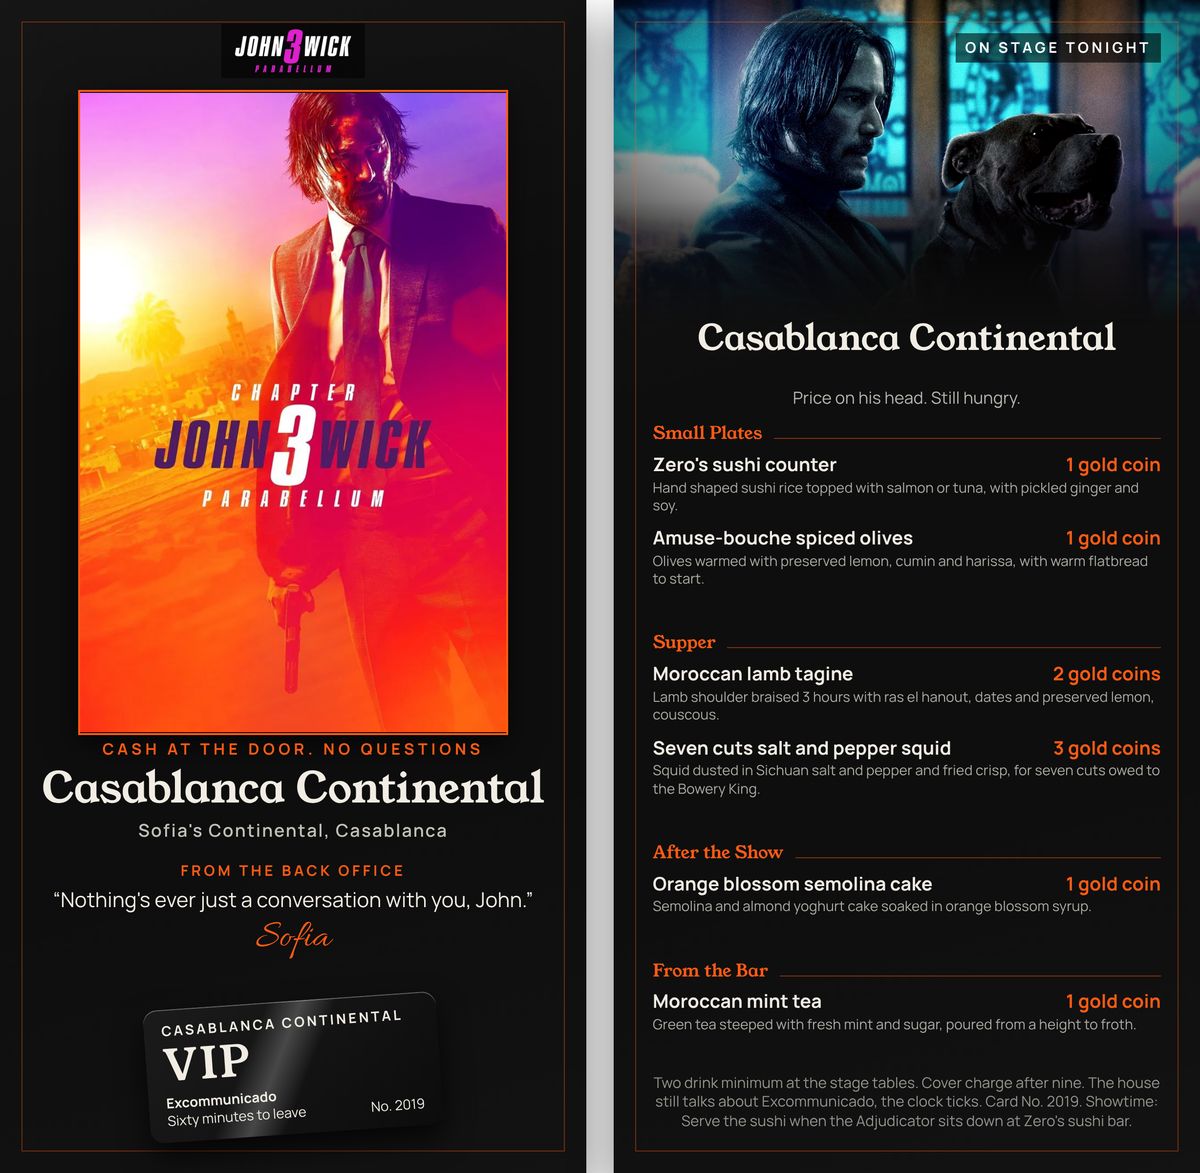 JOHN 3 WICK
PARABELLUM
CHAPTER
JOHN 3 WICK
PARABELLUM
CASH AT THE DOOR. NO QUESTIONS
Casablanca Continental
Sofia's Continental, Casablanca
FROM THE BACK OFFICE
“Nothing's ever just a conversation with you, John.”
Sofia
CASABLANCA CONTINENTAL
VIP
Excommunicado
Sixty minutes to leave
No. 2019
ON STAGE TONIGHT
Casablanca Continental
Price on his head. Still hungry.
Small Plates
Zero's sushi counter 1 gold coin
Hand shaped sushi rice topped with salmon or tuna, with pickled ginger and
soy.
Amuse-bouche spiced olives 1 gold coin
Olives warmed with preserved lemon, cumin and harissa, with warm flatbread
to start.
Supper
Moroccan lamb tagine 2 gold coins
Lamb shoulder braised 3 hours with ras el hanout, dates and preserved lemon,
couscous.
Seven cuts salt and pepper squid 3 gold coins
Squid dusted in Sichuan salt and pepper and fried crisp, for seven cuts owed to
the Bowery King.
After the Show
Orange blossom semolina cake 1 gold coin
Semolina and almond yoghurt cake soaked in orange blossom syrup.
From the Bar
Moroccan mint tea 1 gold coin
Green tea steeped with fresh mint and sugar, poured from a height to froth.
Two drink minimum at the stage tables. Cover charge after nine. The house
still talks about Excommunicado, the clock ticks. Card No. 2019. Showtime:
Serve the sushi when the Adjudicator sits down at Zero's sushi bar.